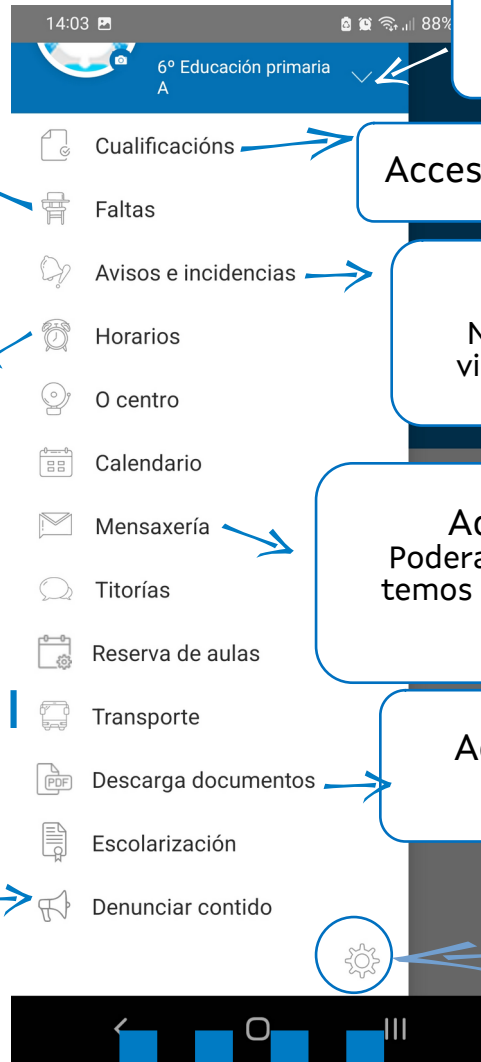 14:03
88%
6º Educación primaria
A
Cualificacións
Acces
Faltas
Avisos e incidencias
N
vi
Horarios
O centro
Calendario
Mensaxería
Ac
Podera
temos
Titorías
Reserva de aulas
Transporte
Ac
PDF
Descarga documentos
Escolarización
Denunciar contido